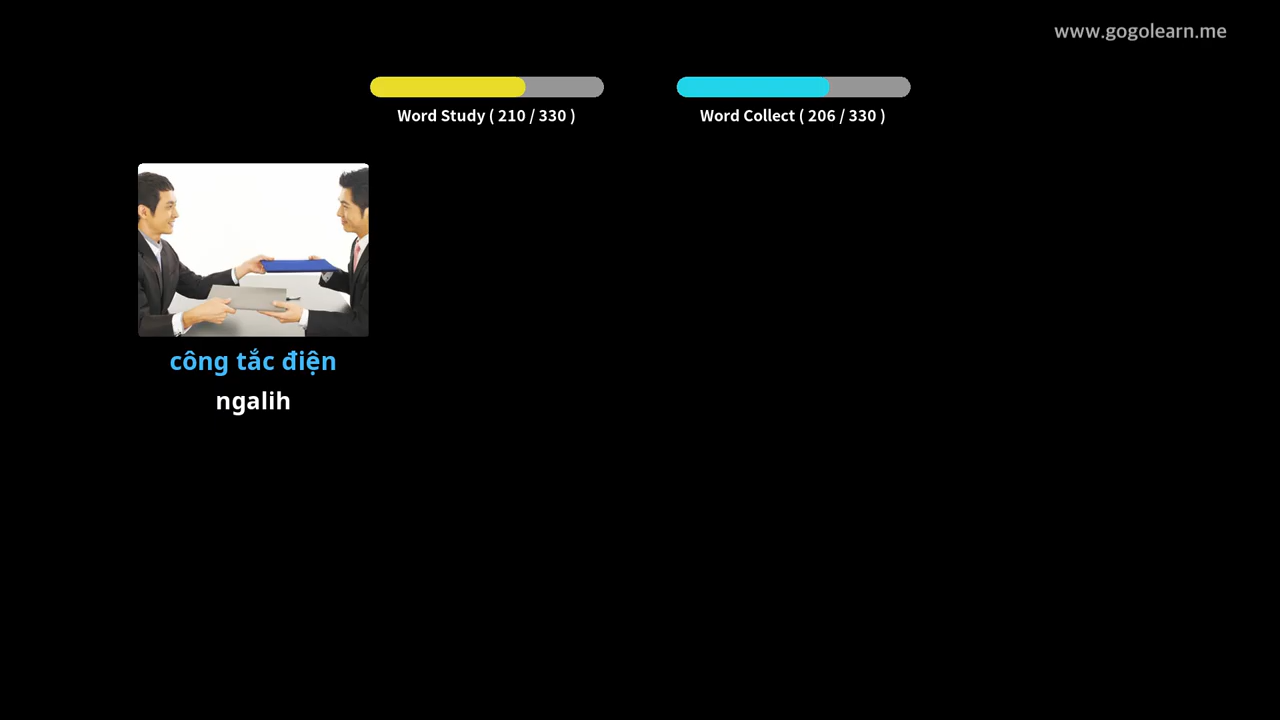 www.gogolearn.me
Word Study ( 210 / 330 )
Word Collect ( 206 / 330 )
công tắc điện
ngalih